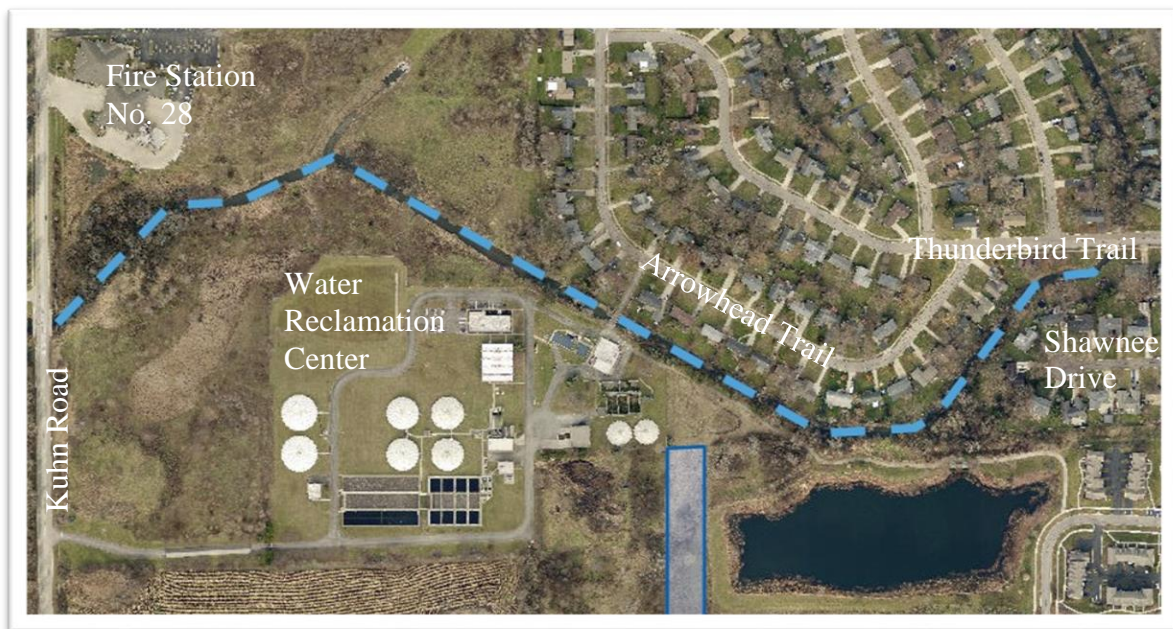 Fire Station
No. 28
Thunderbird Trail
Arrowhead Trail
Water
Reclamation
Center
Shawnee
Drive
Kuhn Road